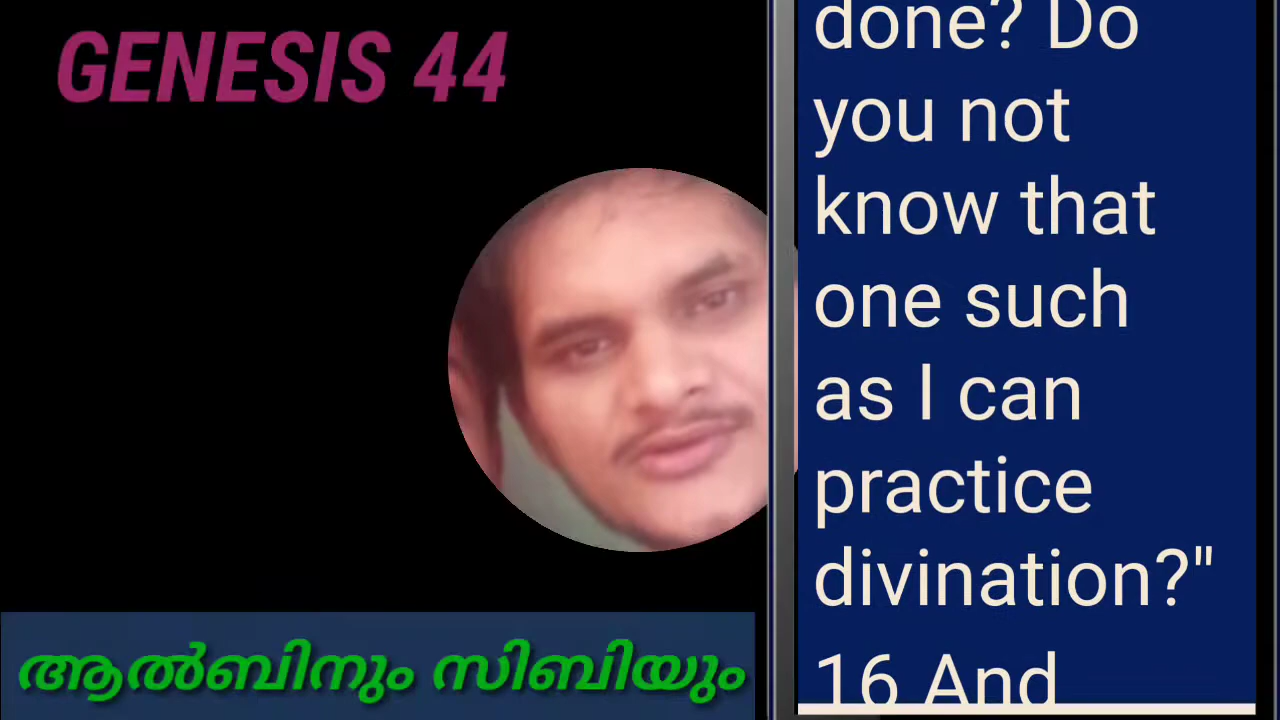 GENESIS 44
done? Do
you not
know that
one such
as I can
practice
divination?"
16 And
ആൽബിനും സിബിയും